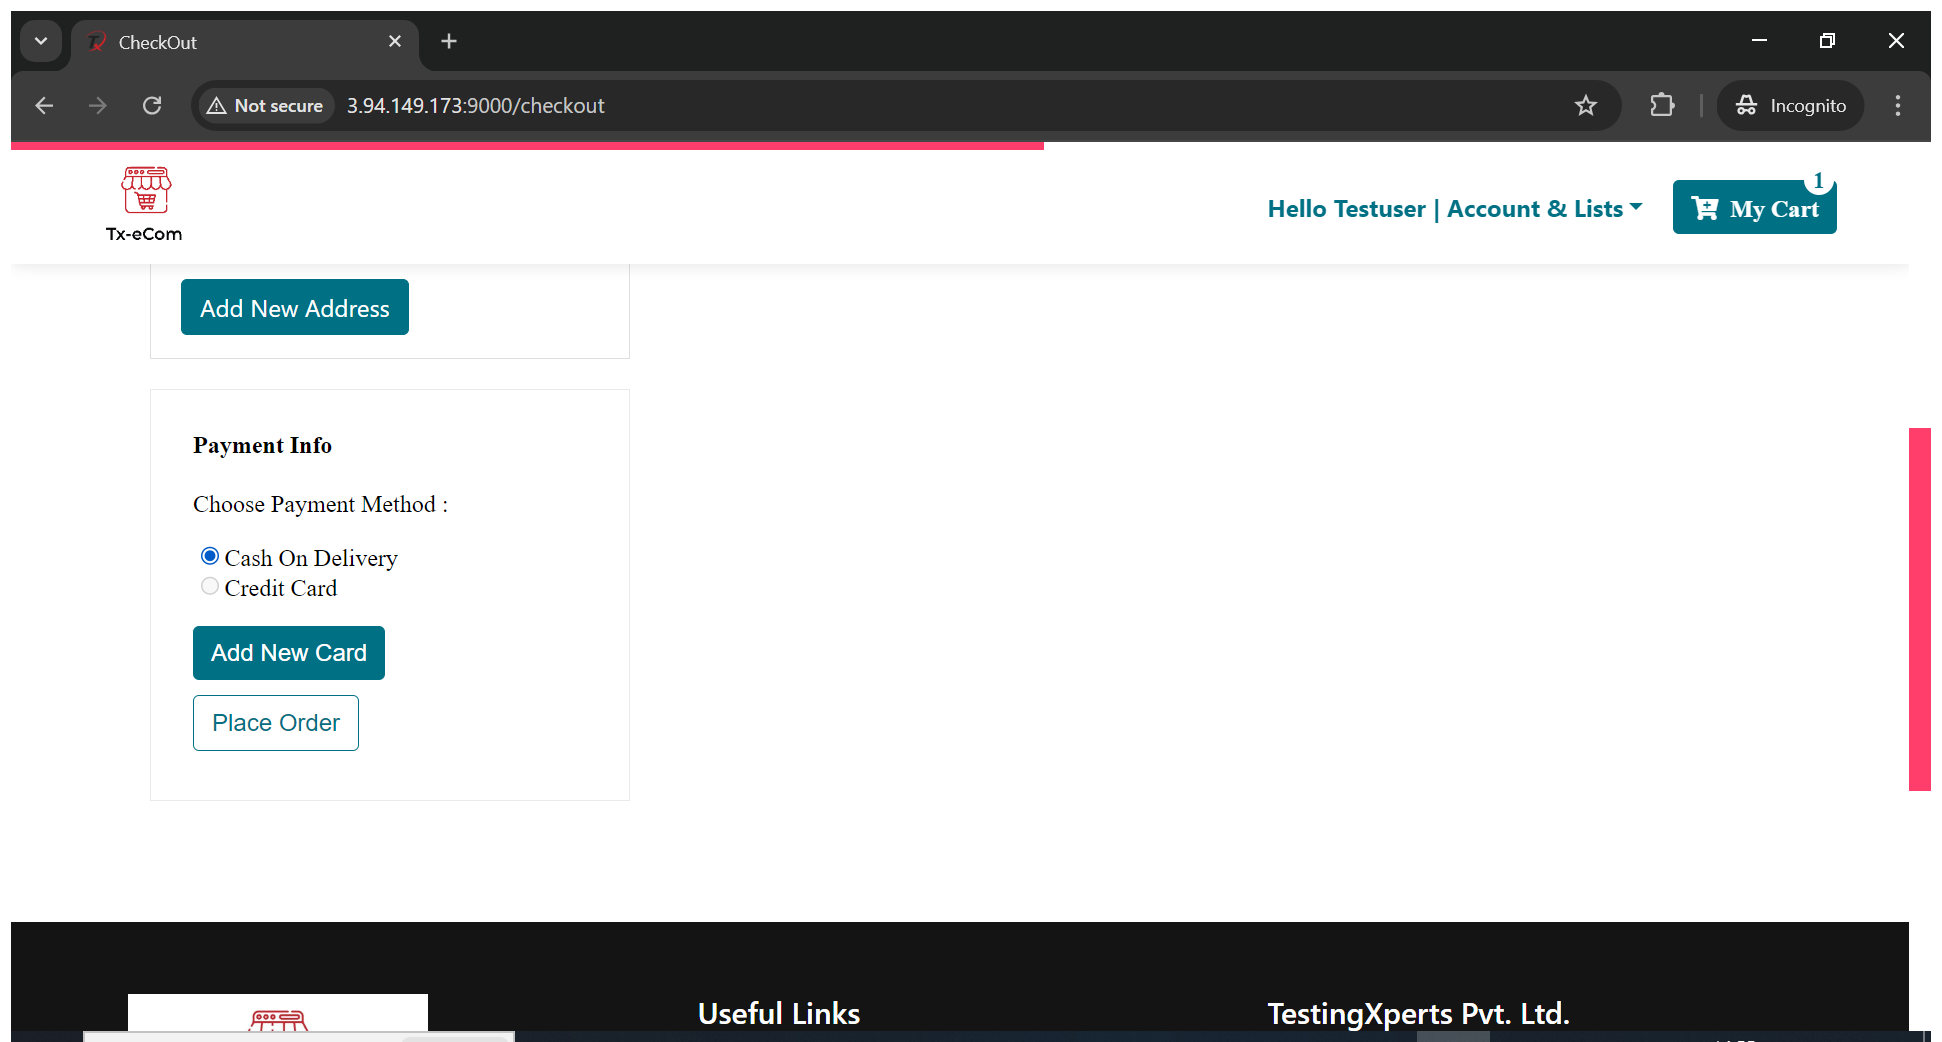 CheckOut
Not secure 3.94.149.173:9000/checkout Incognito
Tx-eCom
Hello Testuser | Account & Lists
1
My Cart
Add New Address
Payment Info
Choose Payment Method :
Cash On Delivery
Credit Card
Add New Card
Place Order
Useful Links
TestingXperts Pvt. Ltd.